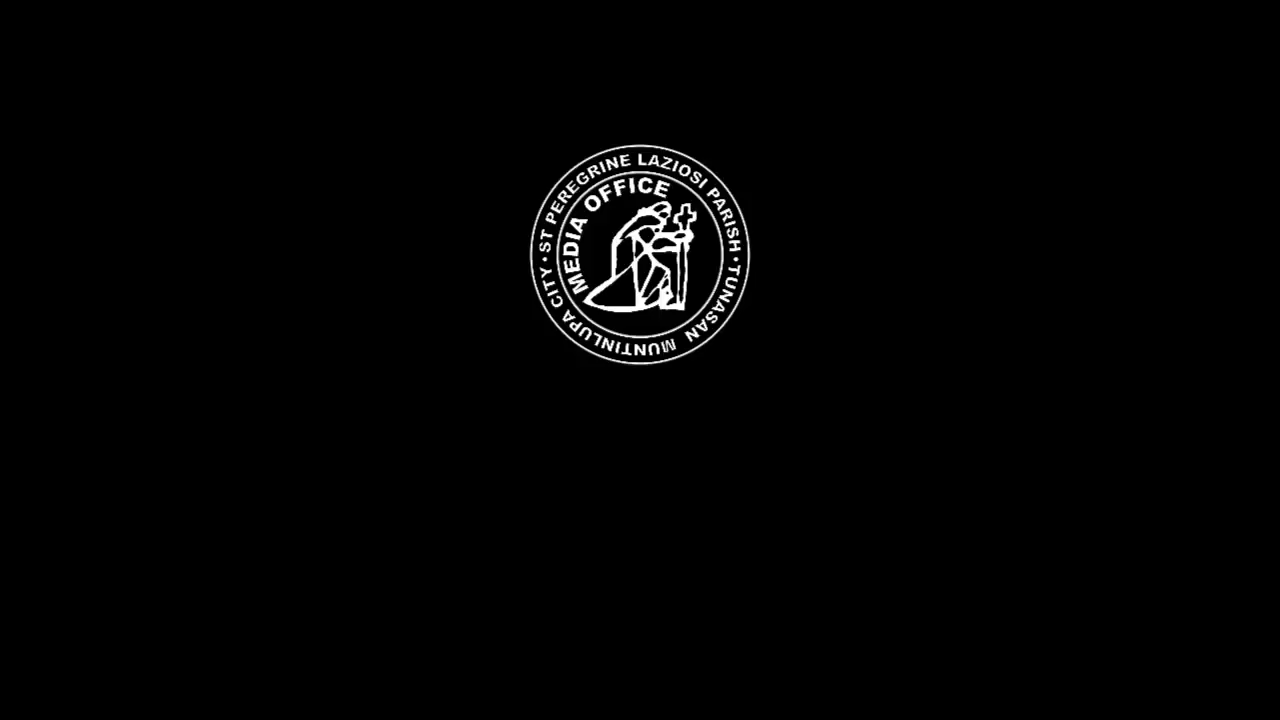 ST PEREGRINE LAZIOSI PARISH · TUNASAN MUNTINLUPA CITY ·
MEDIA OFFICE